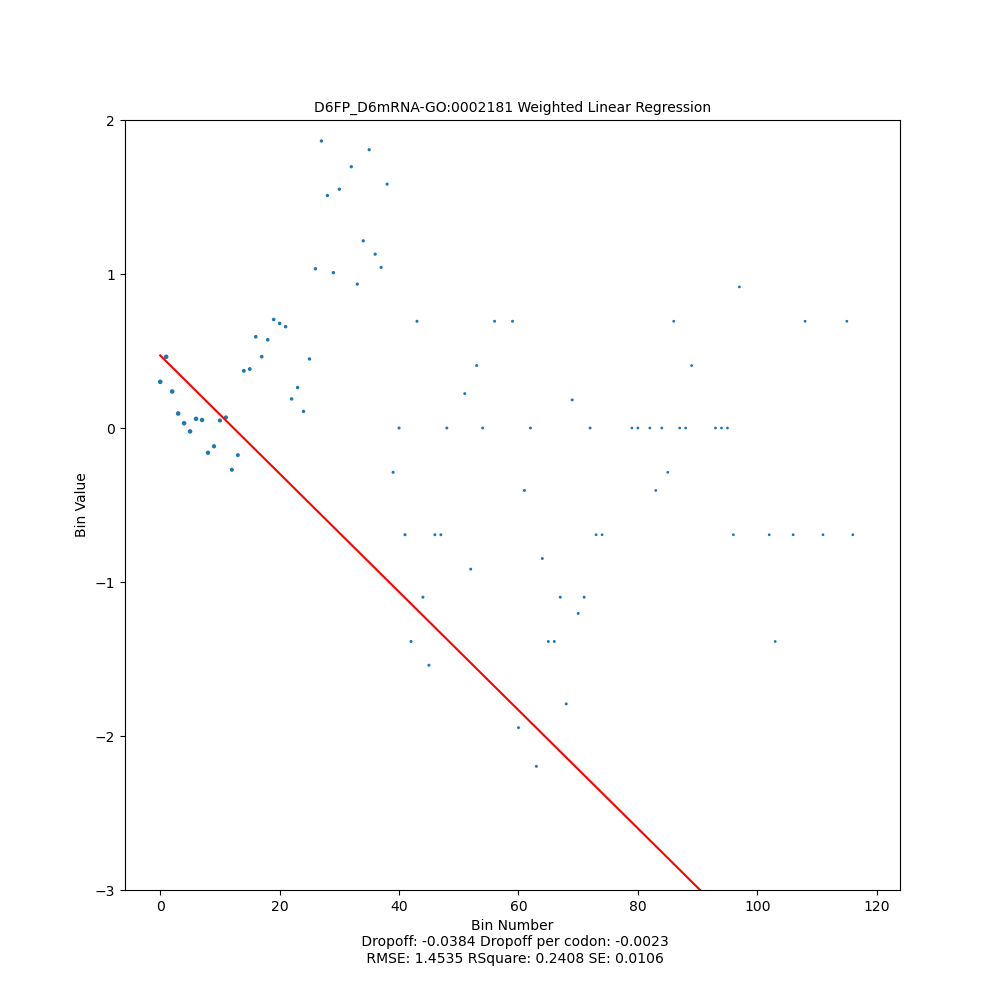 D6FP_D6mRNA-GO:0002181 Weighted Linear Regression
2
1
0
−1
−2
−3
Bin Value
0 20 40 60 80 100 120
Bin Number
Dropoff: -0.0384 Dropoff per codon: -0.0023
RMSE: 1.4535 RSquare: 0.2408 SE: 0.0106